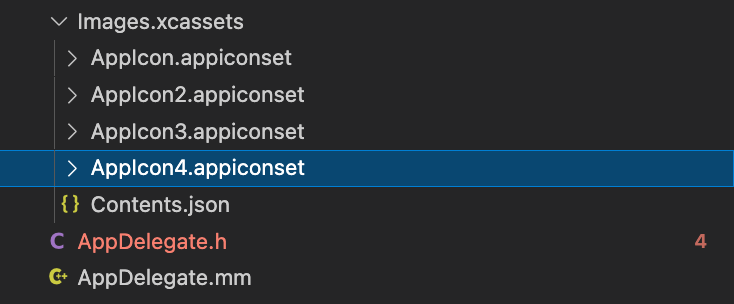 Images.xcassets
AppIcon.appiconset
AppIcon2.appiconset
AppIcon3.appiconset
AppIcon4.appiconset
{} Contents.json
C AppDelegate.h 4
C++ AppDelegate.mm